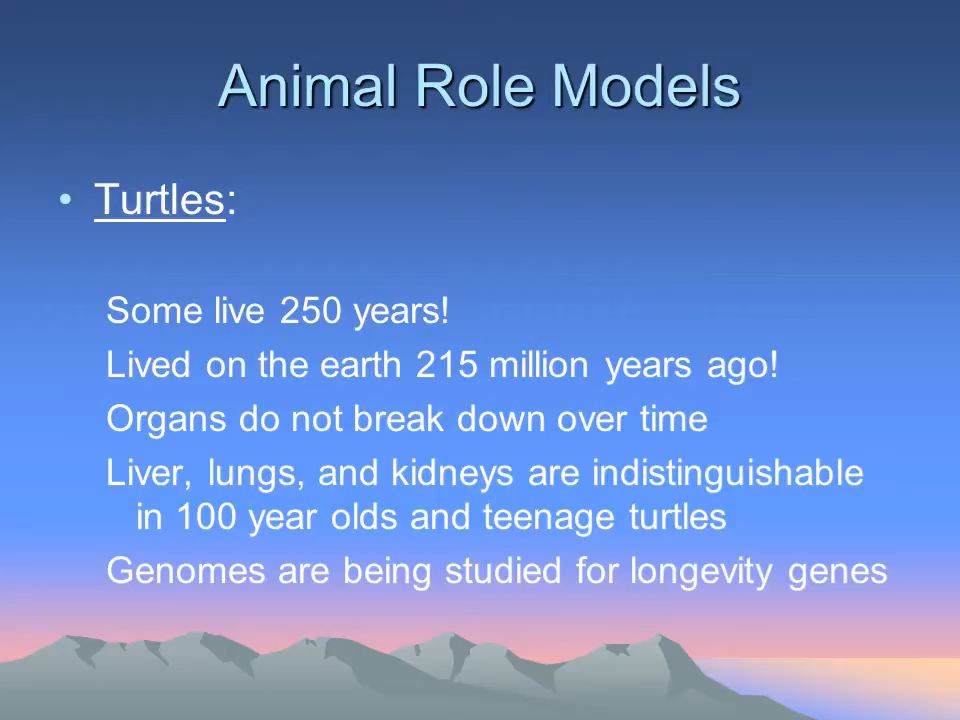 Animal Role Models
• Turtles:
Some live 250 years!
Lived on the earth 215 million years ago!
Organs do not break down over time
Liver, lungs, and kidneys are indistinguishable
in 100 year olds and teenage turtles
Genomes are being studied for longevity genes